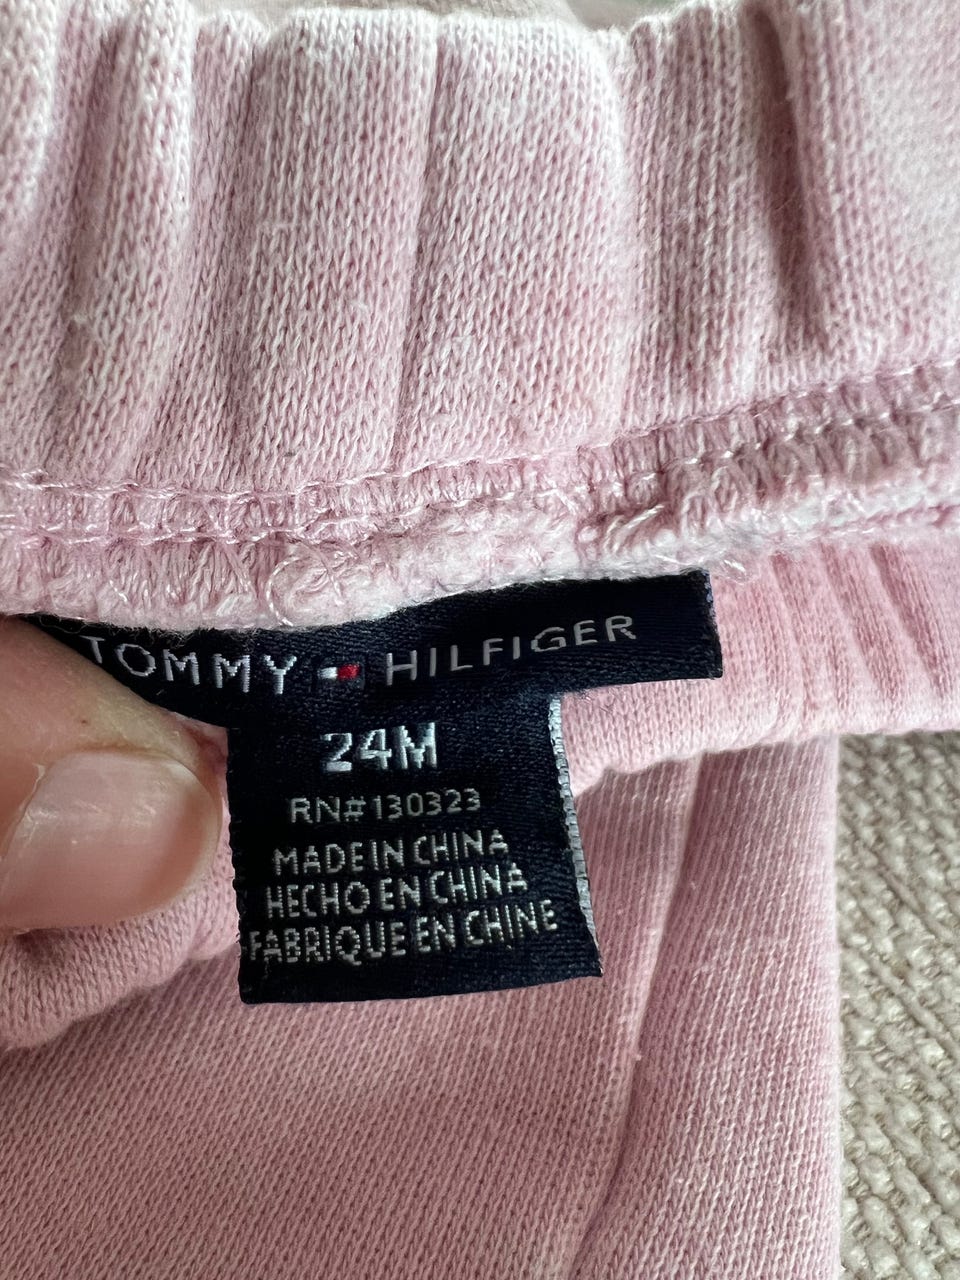 TOMMY HILFIGER
24M
RN#130323
MADE IN CHINA
HECHO EN CHINA
FABRIQUE EN CHINE